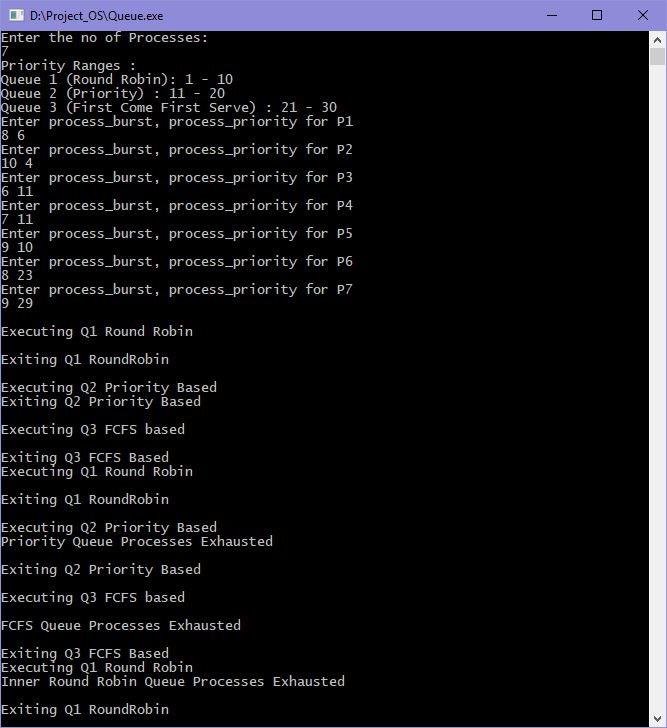 D:\Project_OS\Queue.exe
Enter the no of Processes:
7
Priority Ranges :
Queue 1 (Round Robin): 1 - 10
Queue 2 (Priority) : 11 - 20
Queue 3 (First Come First Serve) : 21 - 30
Enter process_burst, process_priority for P1
8 6
Enter process_burst, process_priority for P2
10 4
Enter process_burst, process_priority for P3
6 11
Enter process_burst, process_priority for P4
7 11
Enter process_burst, process_priority for P5
9 10
Enter process_burst, process_priority for P6
8 23
Enter process_burst, process_priority for P7
9 29
Executing Q1 Round Robin
Exiting Q1 RoundRobin
Executing Q2 Priority Based
Exiting Q2 Priority Based
Executing Q3 FCFS based
Exiting Q3 FCFS Based
Executing Q1 Round Robin
Exiting Q1 RoundRobin
Executing Q2 Priority Based
Priority Queue Processes Exhausted
Exiting Q2 Priority Based
Executing Q3 FCFS based
FCFS Queue Processes Exhausted
Exiting Q3 FCFS Based
Executing Q1 Round Robin
Inner Round Robin Queue Processes Exhausted
Exiting Q1 RoundRobin